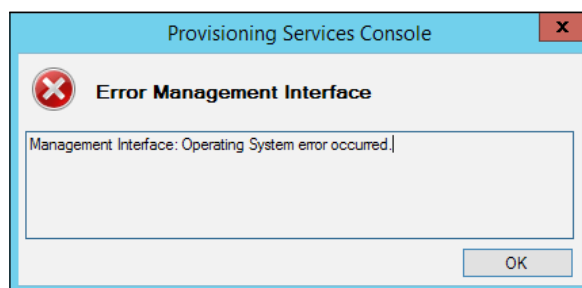 Provisioning Services Console
x
Error Management Interface
Management Interface: Operating System error occurred.
OK